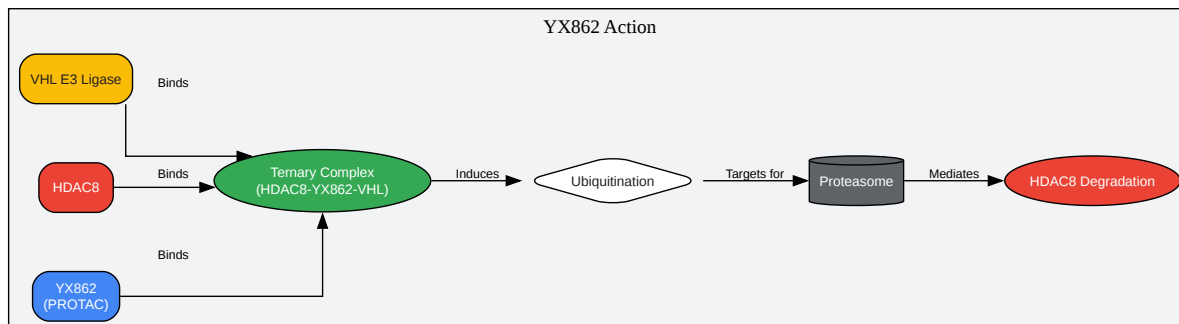 YX862 Action
VHL E3 Ligase
Binds
HDAC8
Binds
YX862
(PROTAC)
Binds
Ternary Complex
(HDAC8-YX862-VHL)
Induces
Ubiquitination
Targets for
Proteasome
Mediates
HDAC8 Degradation